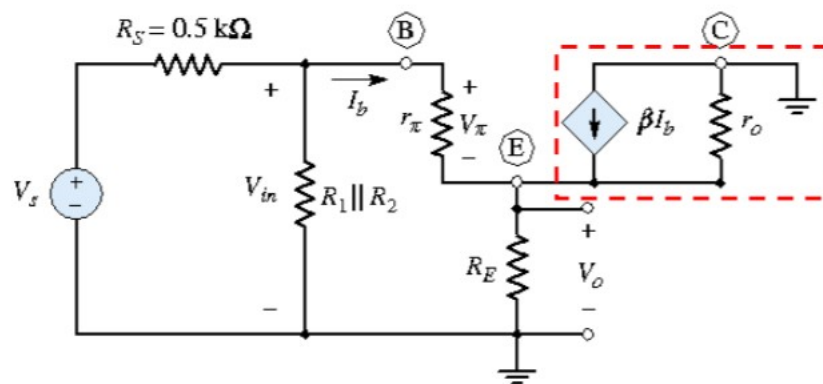 R_S = 0.5 kΩ
B
C
+
I_b
+
r_π
V_π
βI_b
r_o
−
E
V_s
+
−
V_in
R_1 || R_2
+
R_E
V_o
−
−